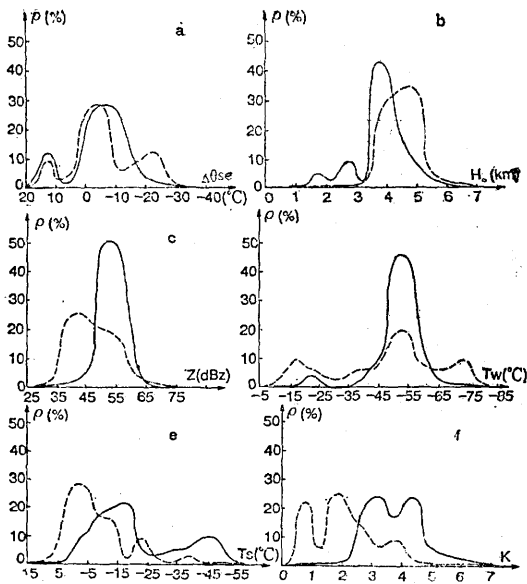 P (%)
a
50
40
30
20
10
0
20 10 0 -10 -20 -30 -40(°C)
Δθse
P (%)
b
50
40
30
20
10
0
0 1 2 3 4 5 6 7
H₀ (km)
P (%)
c
50
40
30
20
10
0
25 35 45 55 65 75
Z(dBz)
P (%)
50
40
30
20
10
0
-5 -15 -25 -35 -45 -55 -65 -75 -85
Tw(°C)
P (%)
e
50
40
30
20
10
0
15 5 -5 -15 -25 -35 -45 -55
Ts(°C)
P (%)
f
50
40
30
20
10
0
0 1 2 3 4 5 6 7
K